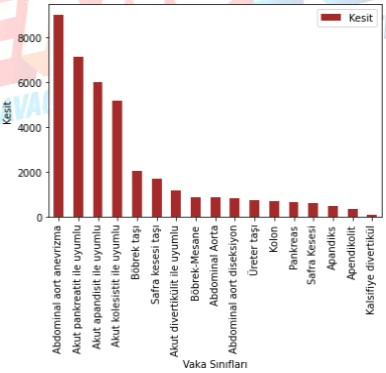 Kesit
8000
6000
4000
2000
0
Kesit
Abdominal aort anevrizma
Akut pankreatit ile uyumlu
Akut apandisit ile uyumlu
Akut kolesistit ile uyumlu
Böbrek taşı
Safra kesesi taşı
Akut divertikülit ile uyumlu
Böbrek-Mesane
Abdominal Aorta
Abdominal aort diseksiyon
Üreter taşı
Kolon
Pankreas
Safra Kesesi
Apandiks
Apendikolit
Kalsifiye divertikül
Vaka Sınıfları